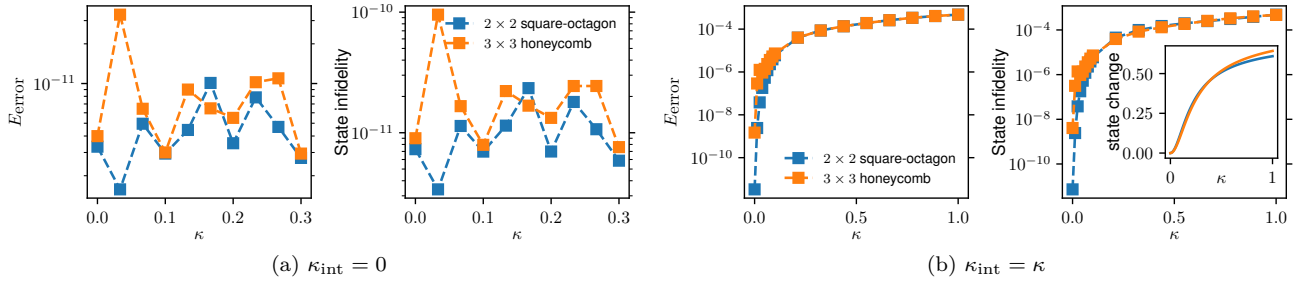 E_error
10^−11
0.0 0.1 0.2 0.3
κ
State infidelity
10^−10
10^−11
2 × 2 square-octagon
3 × 3 honeycomb
0.0 0.1 0.2 0.3
κ
(a) κ_int = 0
E_error
10^−4
10^−6
10^−8
10^−10
2 × 2 square-octagon
3 × 3 honeycomb
0.0 0.5 1.0
κ
State infidelity
10^−4
10^−6
10^−8
10^−10
state change
0.50
0.25
0.00
0 κ 1
0.0 0.5 1.0
κ
(b) κ_int = κ